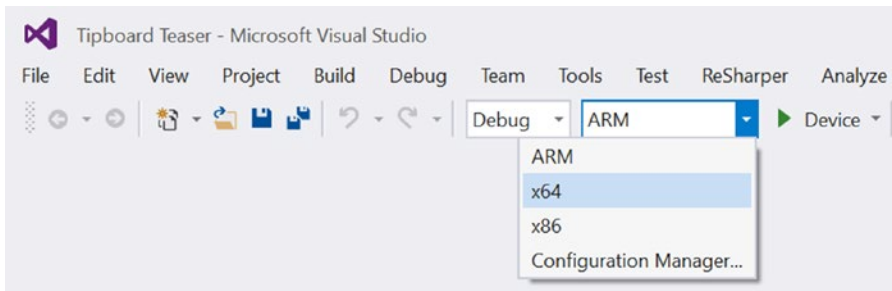 Tipboard Teaser - Microsoft Visual Studio
File Edit View Project Build Debug Team Tools Test ReSharper Analyze
Debug ARM Device
ARM
x64
x86
Configuration Manager...